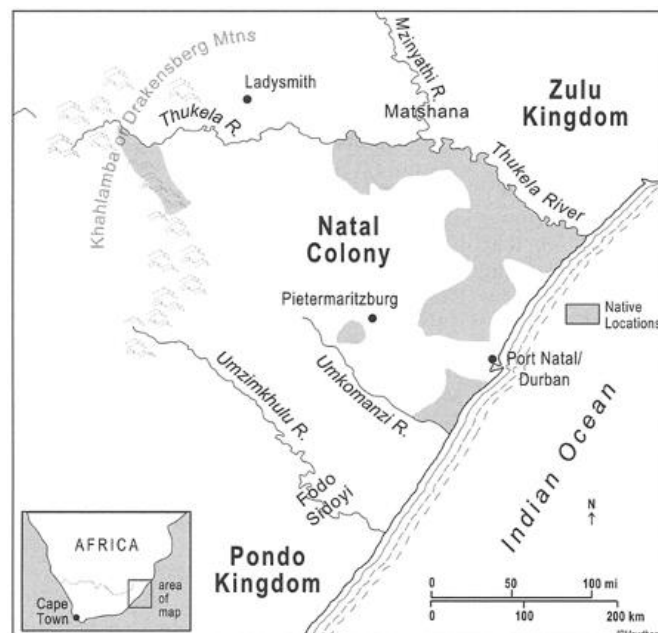 Khahlamba or Drakensberg Mtns
Ladysmith
Thukela R.
Mzinyathi R.
Matshana
Zulu
Kingdom
Thukela River
Natal
Colony
Pietermaritzburg
Native
Locations
Port Natal/
Durban
Umzimkhulu R.
Umkomanzi R.
Fodo
Sidoyi
Indian Ocean
N
Pondo
Kingdom
AFRICA
Cape
Town
area
of
map
0 50 100 mi
0 100 200 km